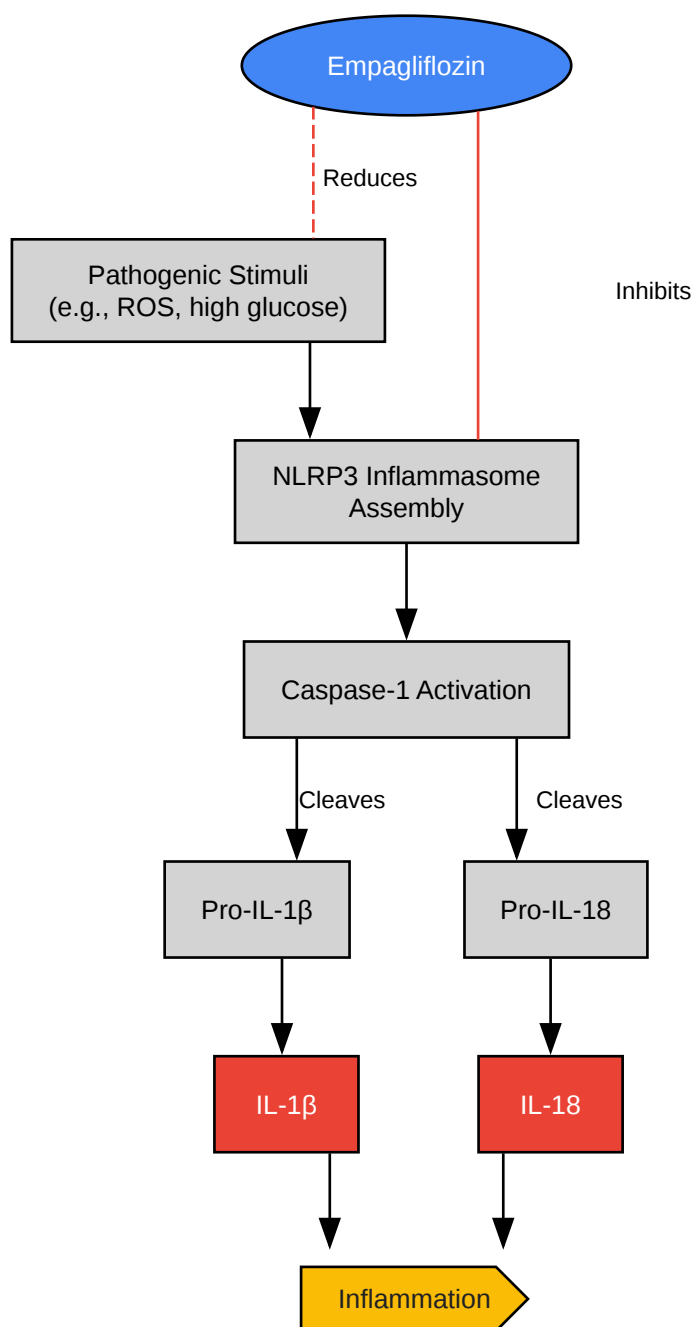 Empagliflozin
Reduces
Pathogenic Stimuli
(e.g., ROS, high glucose)
Inhibits
NLRP3 Inflammasome
Assembly
Caspase-1 Activation
Cleaves
Cleaves
Pro-IL-1β
Pro-IL-18
IL-1β
IL-18
Inflammation